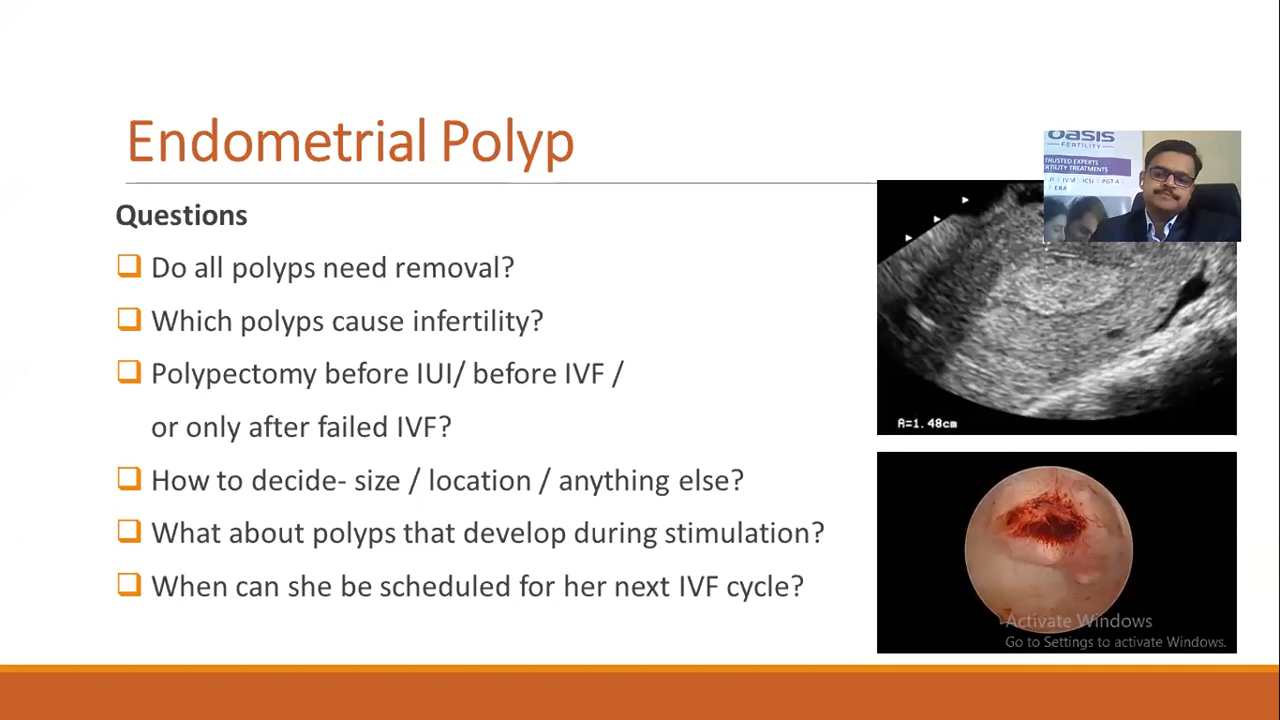 Endometrial Polyp
Questions
Do all polyps need removal?
Which polyps cause infertility?
Polypectomy before IUI/ before IVF /
or only after failed IVF?
How to decide- size / location / anything else?
What about polyps that develop during stimulation?
When can she be scheduled for her next IVF cycle?
oasis
FERTILITY
TRUSTED EXPERTS
ICSI
PGT-A
ERA
A=1.48cm
Activate Windows
Go to Settings to activate Windows.